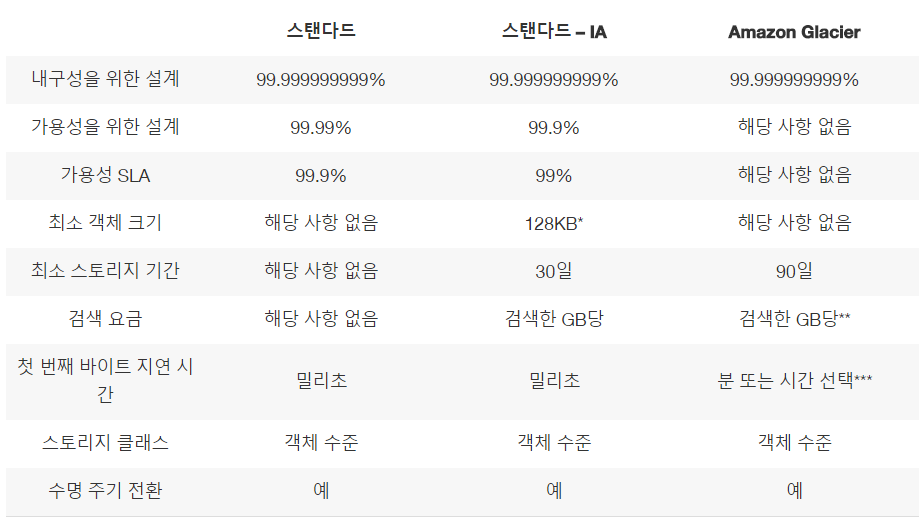 스탠다드 스탠다드 – IA Amazon Glacier
내구성을 위한 설계 99.999999999% 99.999999999% 99.999999999%
가용성을 위한 설계 99.99% 99.9% 해당 사항 없음
가용성 SLA 99.9% 99% 해당 사항 없음
최소 객체 크기 해당 사항 없음 128KB* 해당 사항 없음
최소 스토리지 기간 해당 사항 없음 30일 90일
검색 요금 해당 사항 없음 검색한 GB당 검색한 GB당**
첫 번째 바이트 지연 시
간 밀리초 밀리초 분 또는 시간 선택***
스토리지 클래스 객체 수준 객체 수준 객체 수준
수명 주기 전환 예 예 예